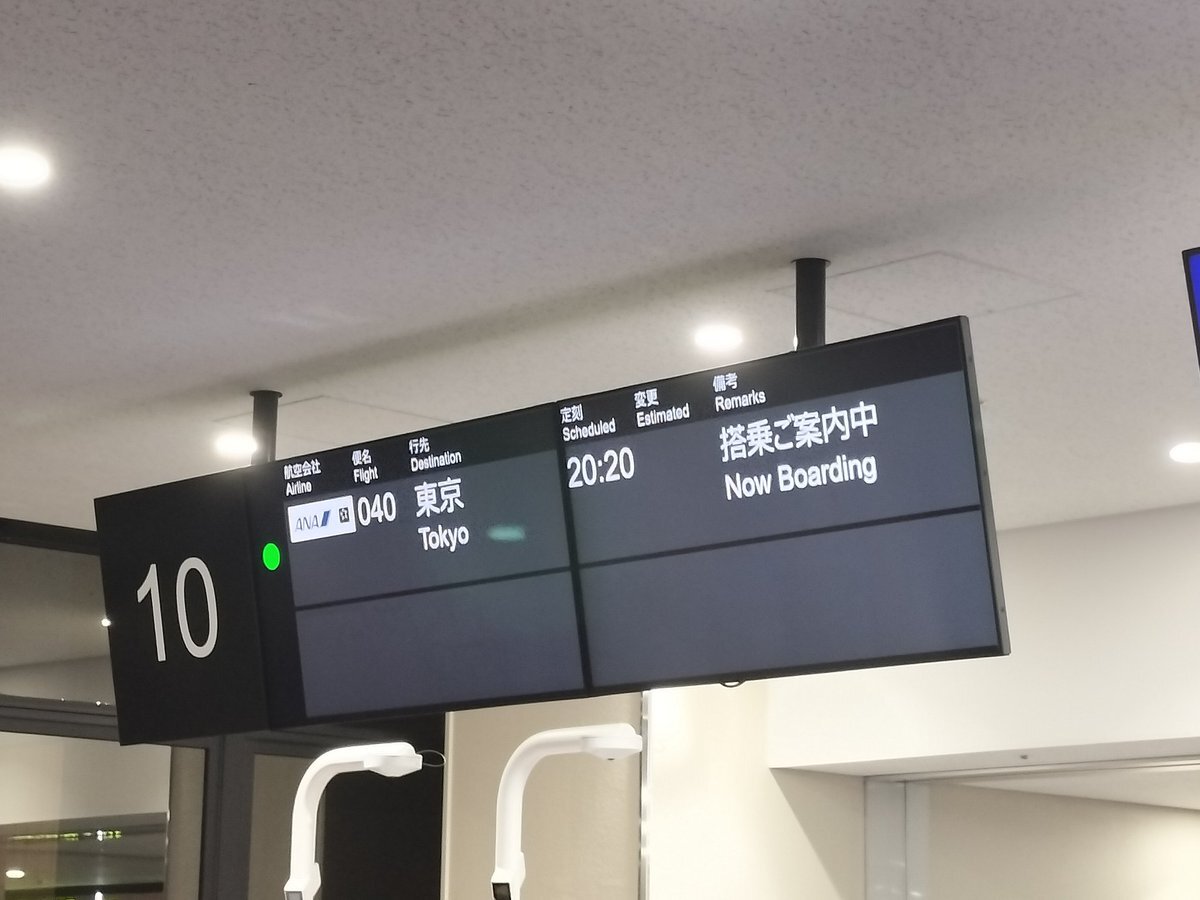 10
航空会社 便名 行先 定刻 変更 備考
Airline Flight Destination Scheduled Estimated Remarks
ANA 040 東京 20:20 搭乗ご案内中
Tokyo Now Boarding